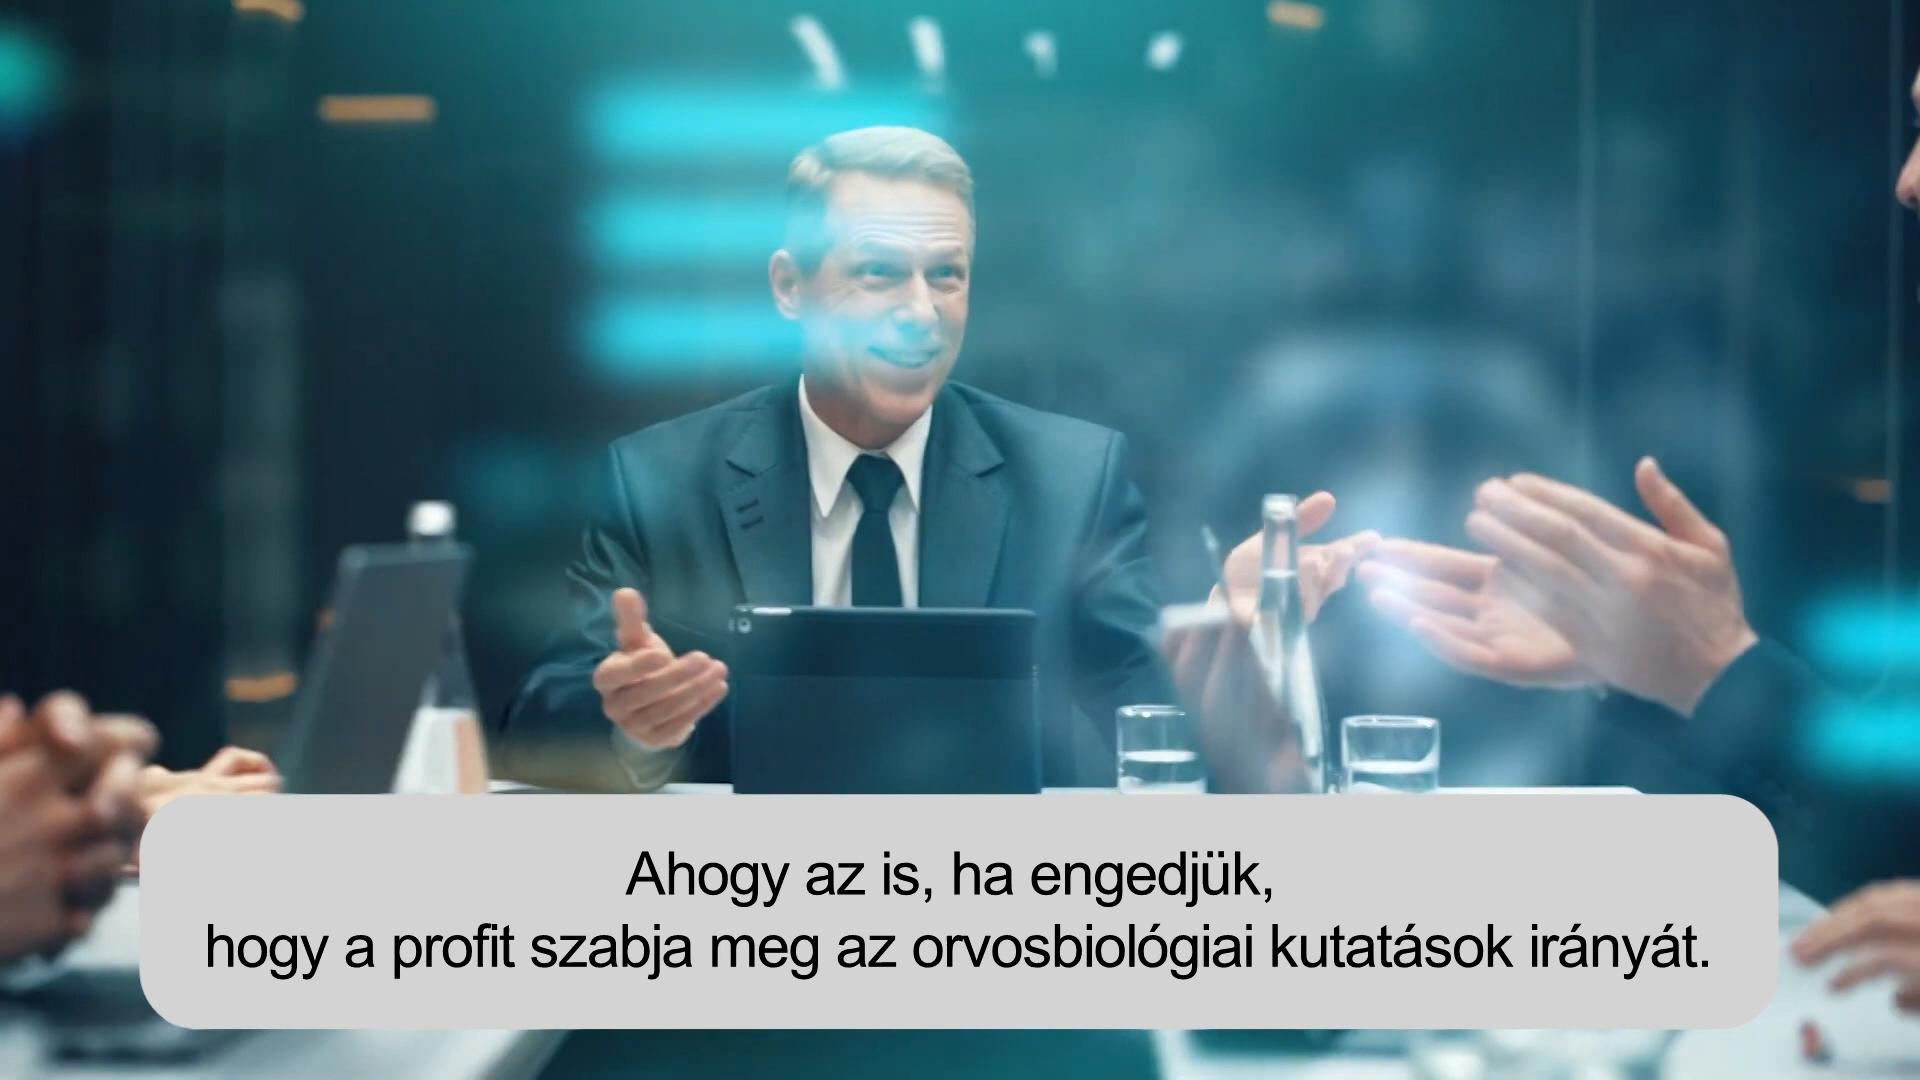 Ahogy az is, ha engedjük,
hogy a profit szabja meg az orvosbiológiai kutatások irányát.